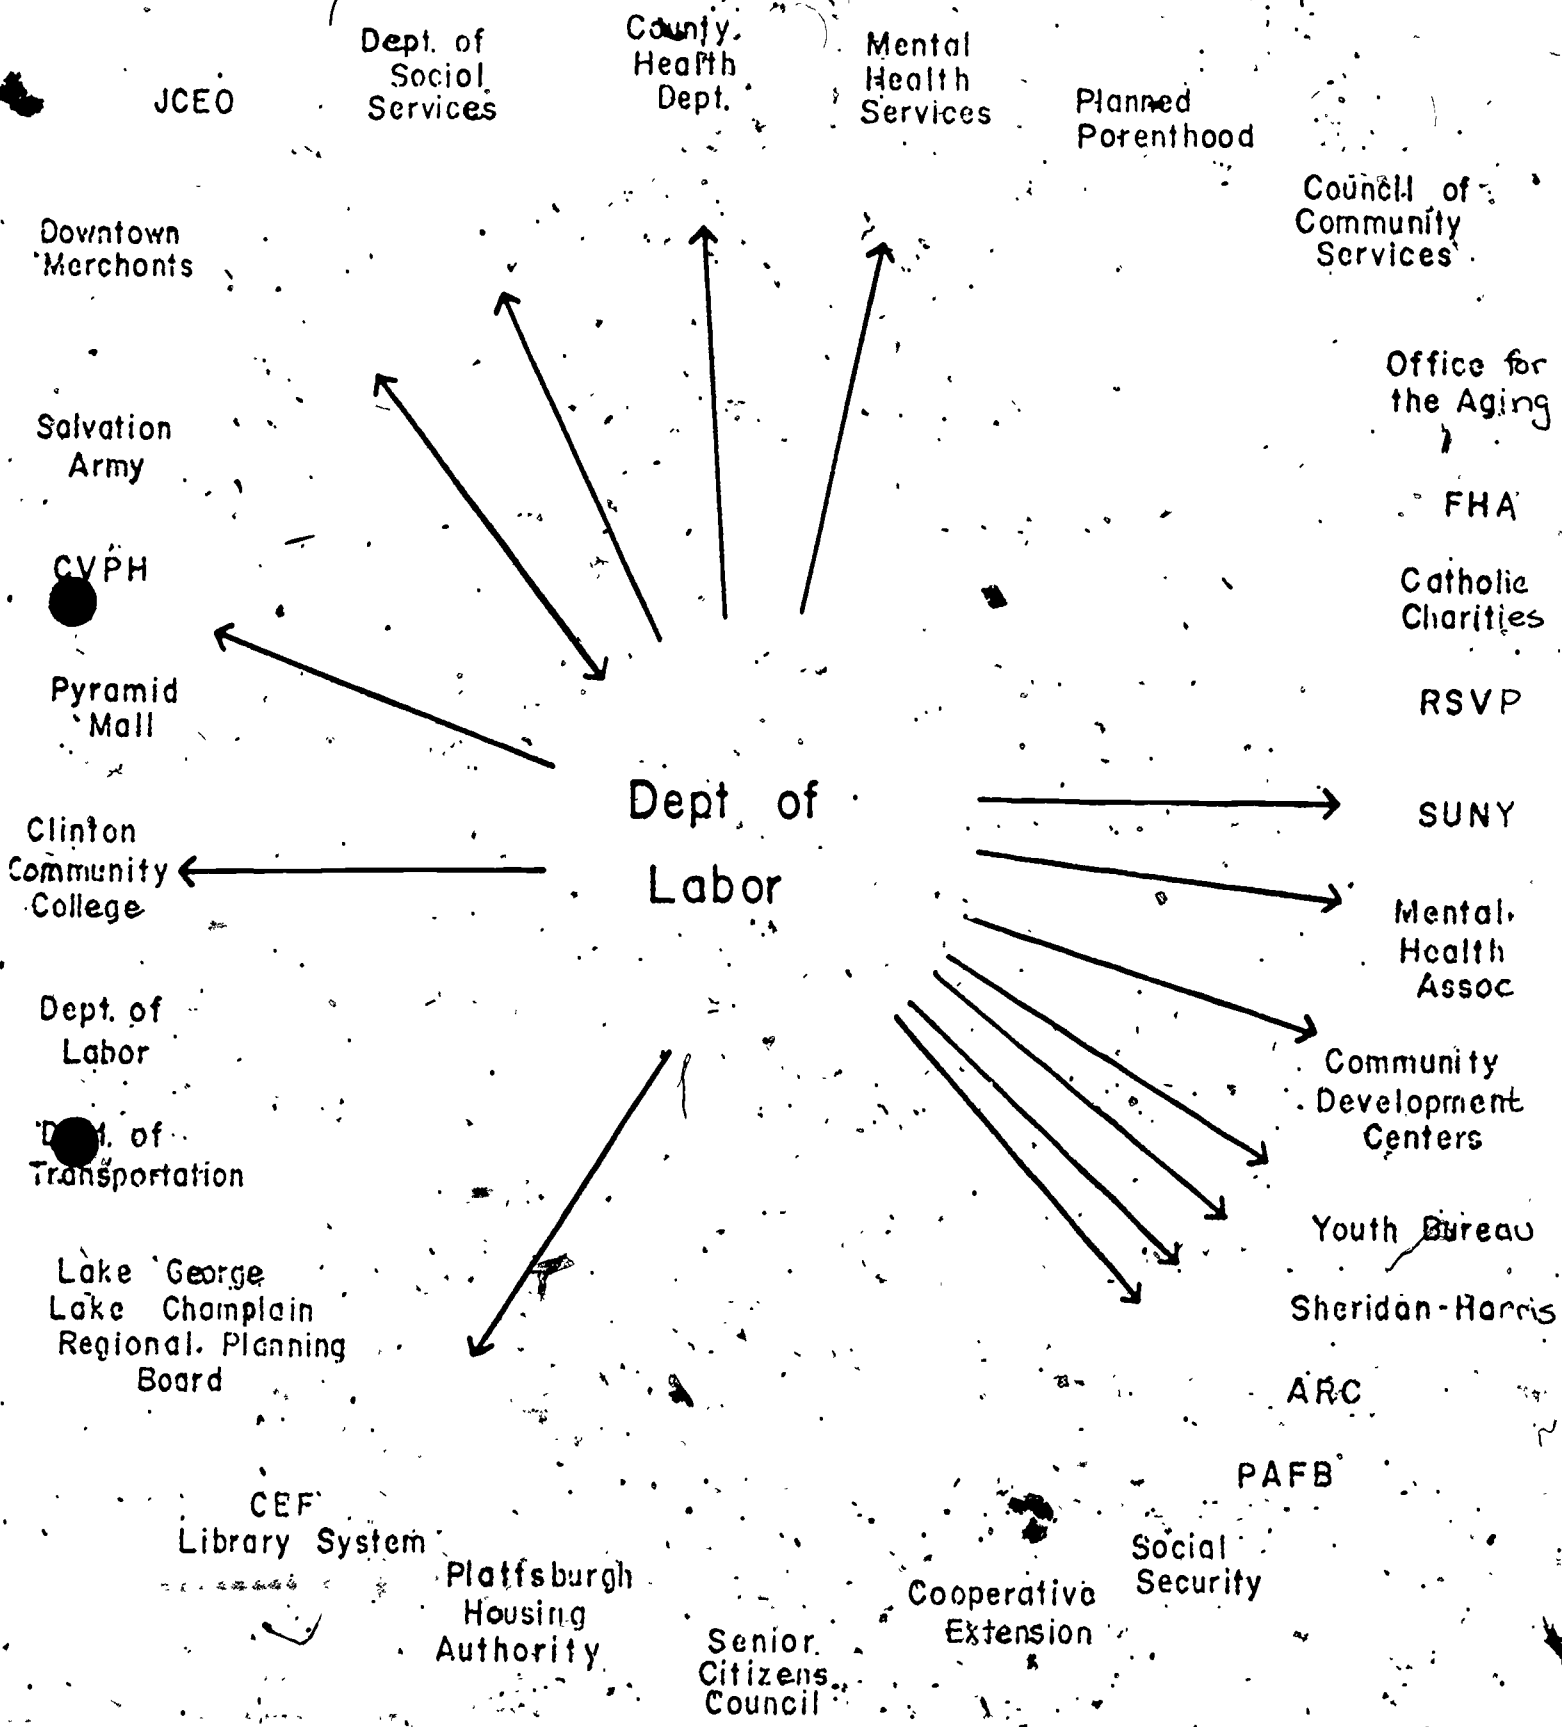 JCEO
Dept. of
Social
Services
County
Health
Dept.
Mental
Health
Services
Planned
Parenthood
Council of
Community
Services
Downtown
Merchants
Office for
the Aging
Salvation
Army
FHA
CVPH
Catholic
Charities
Pyramid
Mall
RSVP
Dept. of
Labor
SUNY
Clinton
Community
College
Mental
Health
Assoc
Dept. of
Labor
Community
Development
Centers
of
Transportation
Youth Bureau
Lake George
Lake Champlain
Regional Planning
Board
Sheridan-Harris
ARC
PAFB
CEF
Library System
Plattsburgh
Housing
Authority
Senior
Citizens
Council
Cooperative
Extension
Social
Security